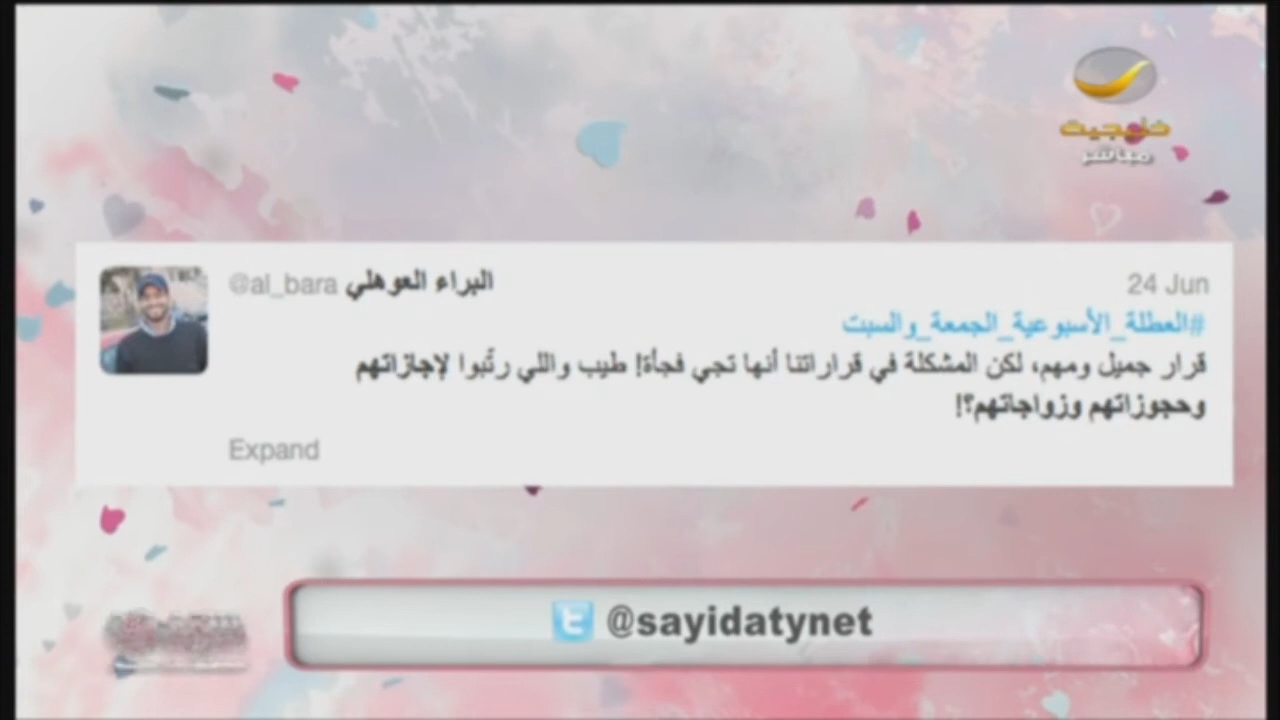 خليجية
مباشر
البراء العوهلي @al_bara
24 Jun
#العطلة_الأسبوعية_الجمعة_والسبت
قرار جميل ومهم، لكن المشكلة في قراراتنا أنها تجي فجأة! طيب واللي رتّبوا لإجازاتهم
وحجوزاتهم وزواجاتهم؟!
Expand
@sayidatynet